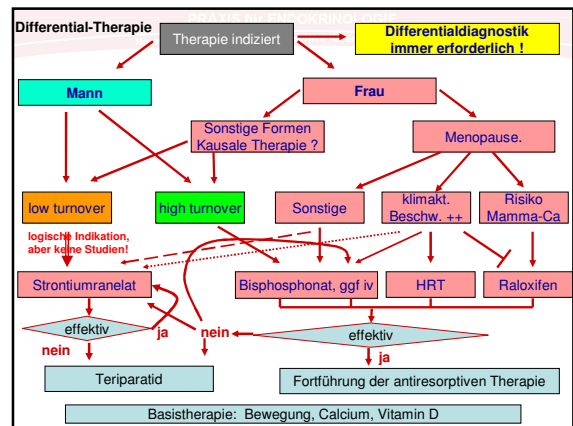 PRAXIS für ENDOKRINOLOGIE
Differential-Therapie
Therapie indiziert
Differentialdiagnostik
immer erforderlich !
Mann
Frau
Sonstige Formen
Kausale Therapie ?
Menopause.
low turnover
high turnover
Sonstige
klimakt.
Beschw. ++
Risiko
Mamma-Ca
logische Indikation,
aber keine Studien!
Strontiumranelat
Bisphosphonat, ggf iv
HRT
Raloxifen
effektiv
ja
nein
effektiv
nein
ja
Teriparatid
Fortführung der antiresorptiven Therapie
Basistherapie: Bewegung, Calcium, Vitamin D